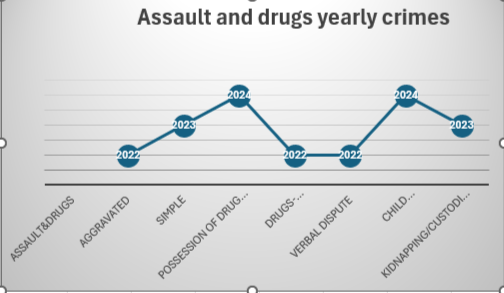 Assault and drugs yearly crimes
2024
2024
2023
2023
2022
2022
2022
ASSAULT&DRUGS
AGGRAVATED
SIMPLE
POSSESSION OF DRUG...
DRUGS-...
VERBAL DISPUTE
CHILD...
KIDNAPPING/CUSTODI...